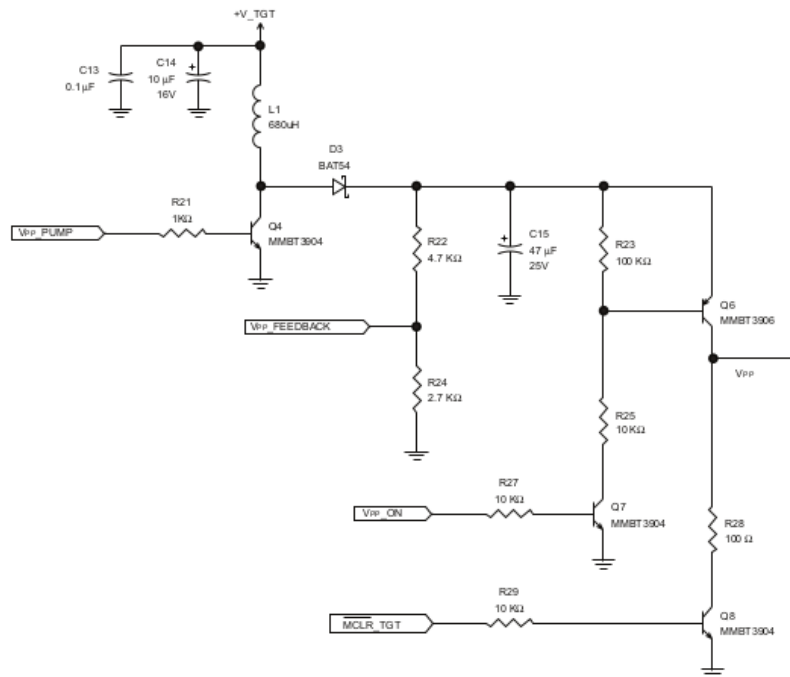 +V_TGT
C13
0.1µF
C14
10 µF
16V
+
L1
680uH
D3
BAT54
R21
1KΩ
VPP_PUMP
Q4
MMBT3904
R22
4.7 KΩ
+
C15
47 µF
25V
R23
100 KΩ
VPP_FEEDBACK
Q6
MMBT3906
VPP
R24
2.7 KΩ
R25
10 KΩ
R27
10 KΩ
VPP_ON
Q7
MMBT3904
R28
100 Ω
R29
10 KΩ
MCLR_TGT
Q8
MMBT3904